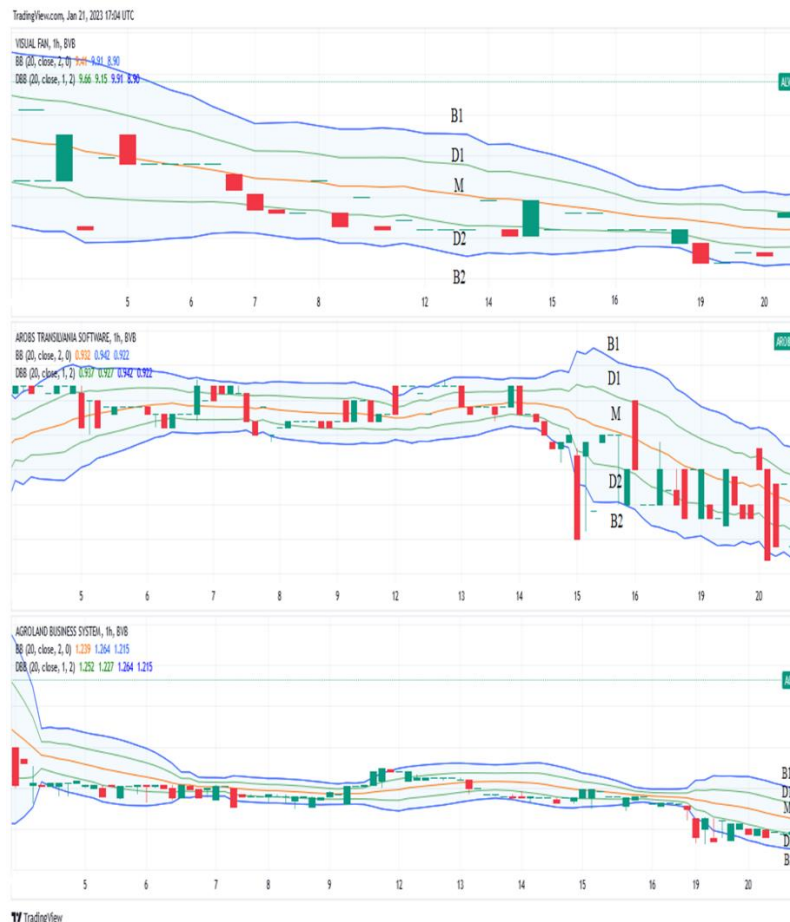 TradingView.com, Jan 21, 2023 17:04 UTC
VISUAL FAN, 1h, BVB
BB (20, close, 2, 0) 9.41 9.91 8.90
DBB (20, close, 1, 2) 9.66 9.15 9.91 8.90
B1
D1
M
D2
B2
5 6 7 8 12 14 15 16 19 20
AROBS TRANSILVANIA SOFTWARE, 1h, BVB
AROBS
BB (20, close, 2, 0) 0.932 0.942 0.922
DBB (20, close, 1, 2) 0.937 0.927 0.942 0.922
B1
D1
M
D2
B2
5 6 7 8 9 12 13 14 15 16 19 20
AGROLAND BUSINESS SYSTEM, 1h, BVB
BB (20, close, 2, 0) 1.239 1.264 1.215
DBB (20, close, 1, 2) 1.252 1.227 1.264 1.215
B1
D1
M
D
B
5 6 7 8 9 12 13 14 15 16 19 20
TradingView